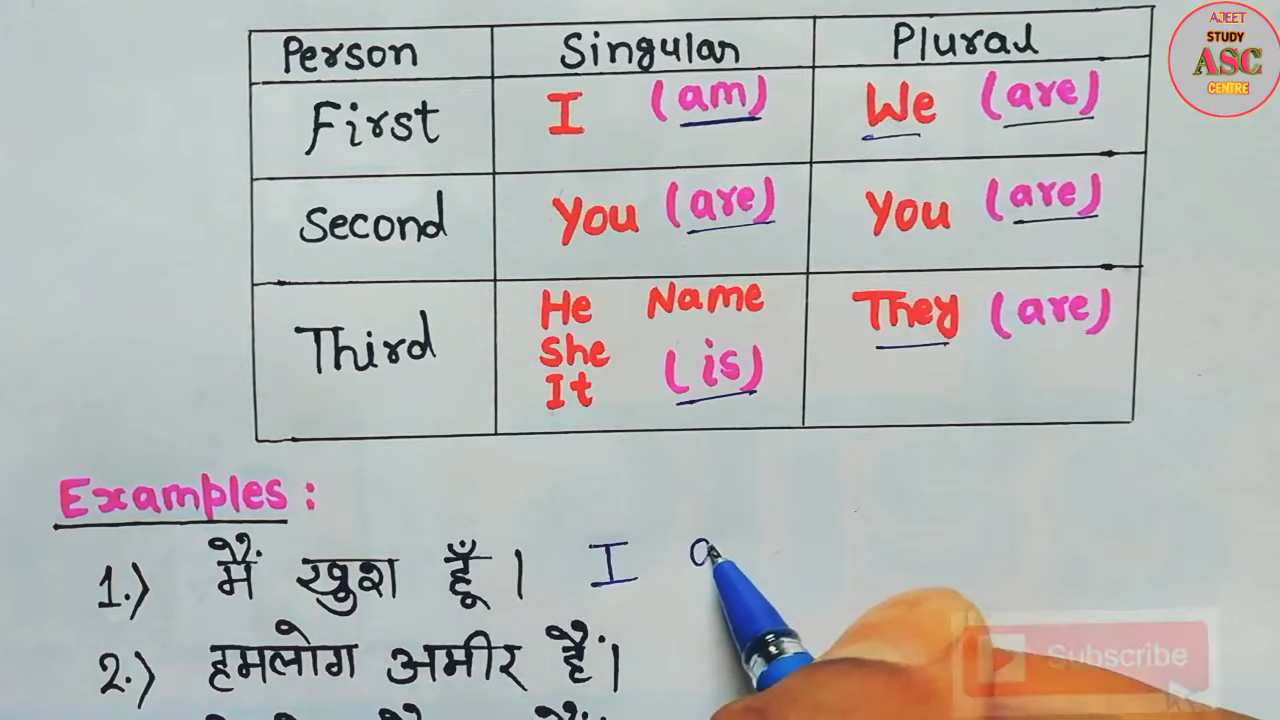 Person Singular Plural
First I (am) We (are)
Second You (are) You (are)
Third He Name They (are)
She (is)
It
Examples :
1.) मैं खुश हूँ। I a
2.) हमलोग अमीर हैं।
AJEET
STUDY
ASC
CENTRE
Subscribe